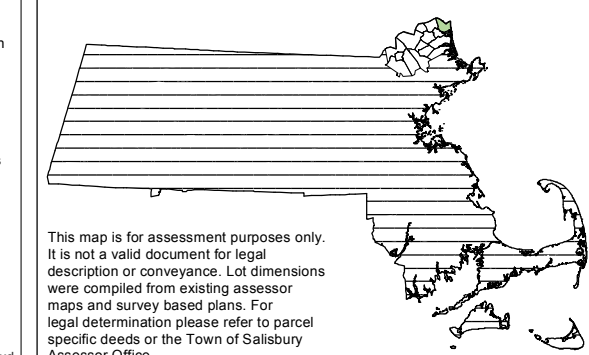 This map is for assessment purposes only.
It is not a valid document for legal
description or conveyance. Lot dimensions
were compiled from existing assessor
maps and survey based plans. For
legal determination please refer to parcel
specific deeds or the Town of Salisbury
Assessor Office